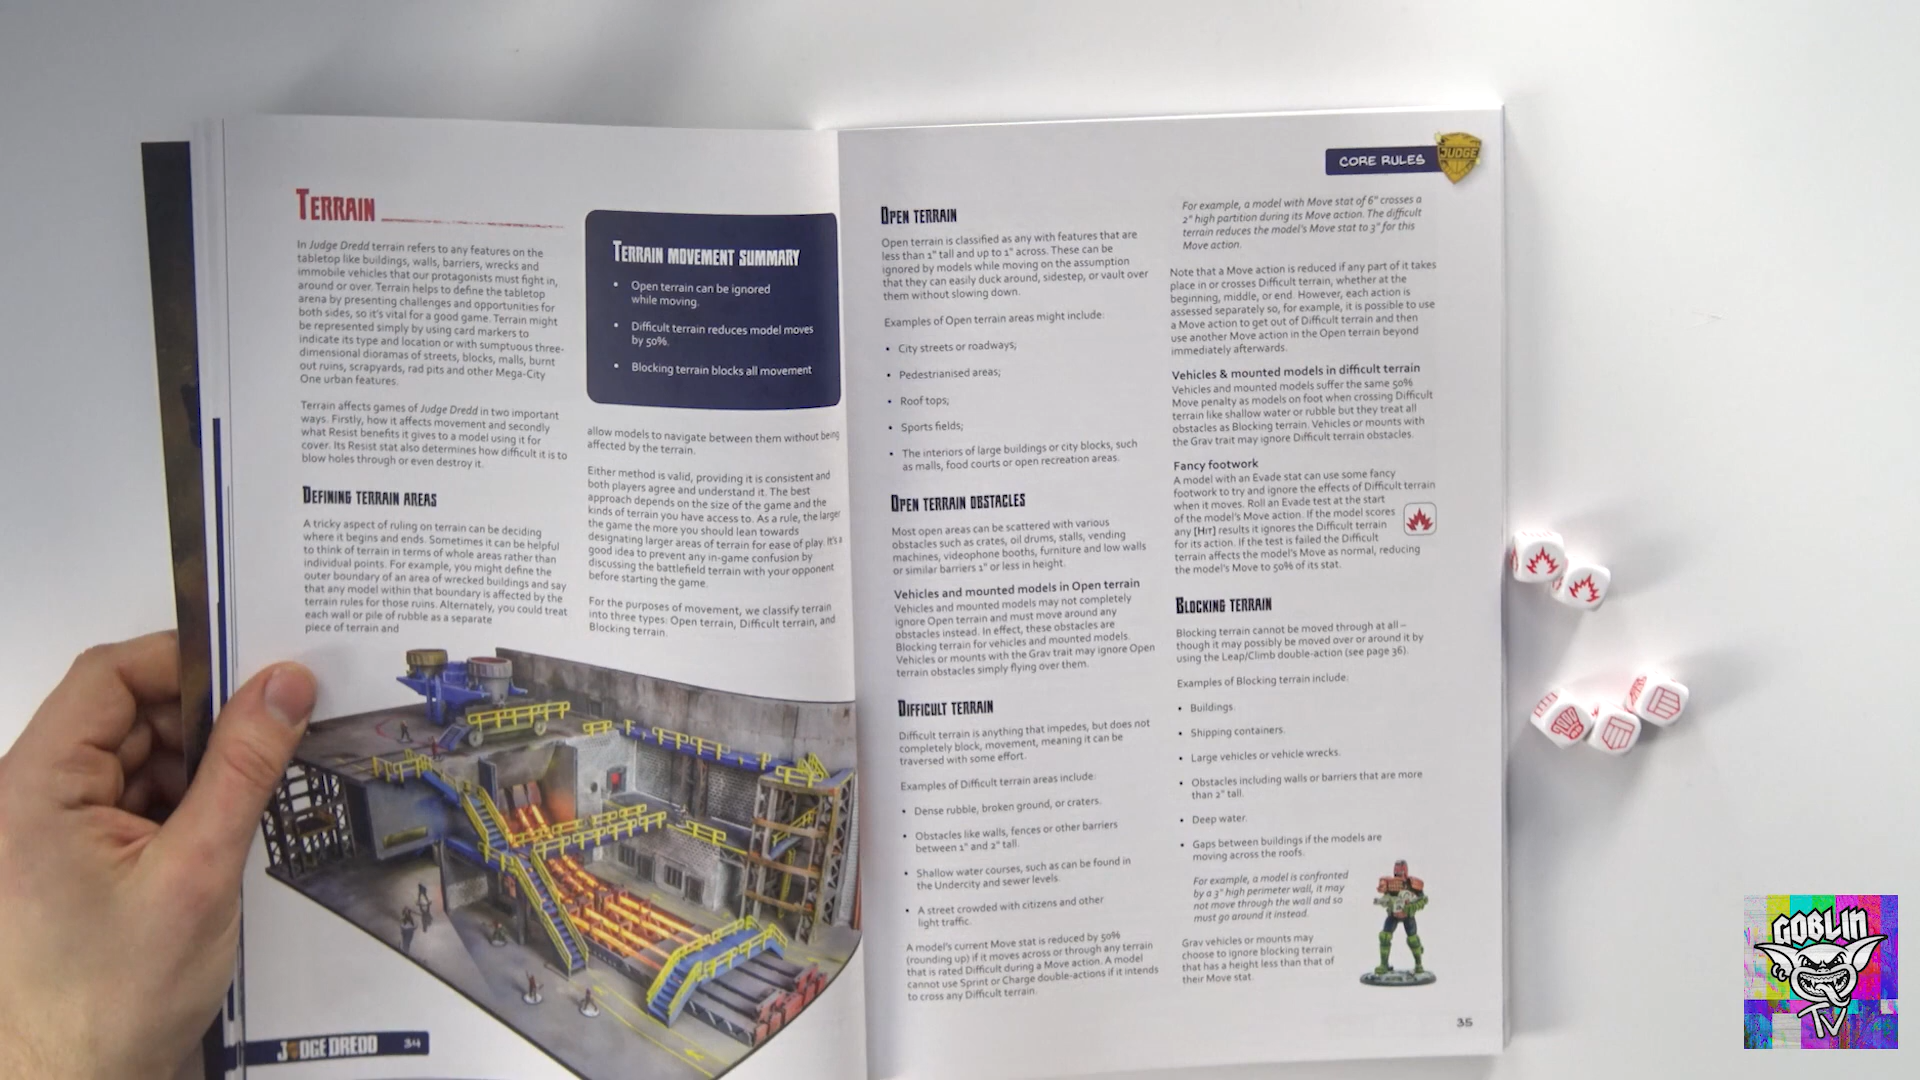 TERRAIN
In Judge Dredd terrain refers to any features on the
tabletop like buildings, walls, barriers, wrecks and
immobile vehicles that our protagonists must fight in,
around or over. Terrain helps to define the tabletop
arena by presenting challenges and opportunities for
both sides, so it's vital for a good game. Terrain might
be represented simply by using card markers to
indicate its type and location or with sumptuous three-
dimensional dioramas of streets, blocks, malls, burnt
out ruins, scrapyards, rad pits and other Mega-City
One urban features.
Terrain affects games of Judge Dredd in two important
ways. Firstly, how it affects movement and secondly
what Resist benefits it gives to a model using it for
cover. Its Resist stat also determines how difficult it is to
blow holes through or even destroy it.
DEFINING TERRAIN AREAS
A tricky aspect of ruling on terrain can be deciding
where it begins and ends. Sometimes it can be helpful
to think of terrain in terms of whole areas rather than
individual points. For example, you might define the
outer boundary of an area of wrecked buildings and say
that any model within that boundary is affected by the
terrain rules for those ruins. Alternately, you could treat
each wall or pile of rubble as a separate
piece of terrain and
TERRAIN MOVEMENT SUMMARY
• Open terrain can be ignored
while moving.
• Difficult terrain reduces model moves
by 50%.
• Blocking terrain blocks all movement
allow models to navigate between them without being
affected by the terrain.
Either method is valid, providing it is consistent and
both players agree and understand it. The best
approach depends on the size of the game and the
kinds of terrain you have access to. As a rule, the larger
the game the more you should lean towards
designating larger areas of terrain for ease of play. It's a
good idea to prevent any in-game confusion by
discussing the battlefield terrain with your opponent
before starting the game.
For the purposes of movement, we classify terrain
into three types: Open terrain, Difficult terrain, and
Blocking terrain.
JUDGE DREDD 34
CORE RULES
JUDGE
OPEN TERRAIN
Open terrain is classified as any with features that are
less than 1" tall and up to 1" across. These can be
ignored by models while moving on the assumption
that they can easily duck around, sidestep, or vault over
them without slowing down.
Examples of Open terrain areas might include:
• City streets or roadways;
• Pedestrianised areas;
• Roof tops;
• Sports fields;
• The interiors of large buildings or city blocks, such
as malls, food courts or open recreation areas.
OPEN TERRAIN OBSTACLES
Most open areas can be scattered with various
obstacles such as crates, oil drums, stalls, vending
machines, videophone booths, furniture and low walls
or similar barriers 1" or less in height.
Vehicles and mounted models in Open terrain
Vehicles and mounted models may not completely
ignore Open terrain and must move around any
obstacles instead. In effect, these obstacles are
Blocking terrain for vehicles and mounted models.
Vehicles or mounts with the Grav trait may ignore Open
terrain obstacles simply flying over them.
DIFFICULT TERRAIN
Difficult terrain is anything that impedes, but does not
completely block, movement, meaning it can be
traversed with some effort.
Examples of Difficult terrain areas include:
• Dense rubble, broken ground, or craters.
• Obstacles like walls, fences or other barriers
between 1" and 2" tall.
• Shallow water courses, such as can be found in
the Undercity and sewer levels.
• A street crowded with citizens and other
light traffic.
A model's current Move stat is reduced by 50%
(rounding up) if it moves across or through any terrain
that is rated Difficult during a Move action. A model
cannot use Sprint or Charge double-actions if it intends
to cross any Difficult terrain.
For example, a model with Move stat of 6" crosses a
2" high partition during its Move action. The difficult
terrain reduces the model's Move stat to 3" for this
Move action.
Note that a Move action is reduced if any part of it takes
place in or crosses Difficult terrain, whether at the
beginning, middle, or end. However, each action is
assessed separately so, for example, it is possible to use
a Move action to get out of Difficult terrain and then
use another Move action in the Open terrain beyond
immediately afterwards.
Vehicles & mounted models in difficult terrain
Vehicles and mounted models suffer the same 50%
Move penalty as models on foot when crossing Difficult
terrain like shallow water or rubble but they treat all
obstacles as Blocking terrain. Vehicles or mounts with
the Grav trait may ignore Difficult terrain obstacles.
Fancy footwork
A model with an Evade stat can use some fancy
footwork to try and ignore the effects of Difficult terrain
when it moves. Roll an Evade test at the start
of the model's Move action. If the model scores
any [HIT] results it ignores the Difficult terrain
for its action. If the test is failed the Difficult
terrain affects the model's Move as normal, reducing
the model's Move to 50% of its stat.
BLOCKING TERRAIN
Blocking terrain cannot be moved through at all –
though it may possibly be moved over or around it by
using the Leap/Climb double-action (see page 36).
Examples of Blocking terrain include:
• Buildings.
• Shipping containers.
• Large vehicles or vehicle wrecks.
• Obstacles including walls or barriers that are more
than 2" tall.
• Deep water.
• Gaps between buildings if the models are
moving across the roofs.
For example, a model is confronted
by a 3" high perimeter wall, it may
not move through the wall and so
must go around it instead.
Grav vehicles or mounts may
choose to ignore blocking terrain
that has a height less than that of
their Move stat.
35
GOBLIN
TV